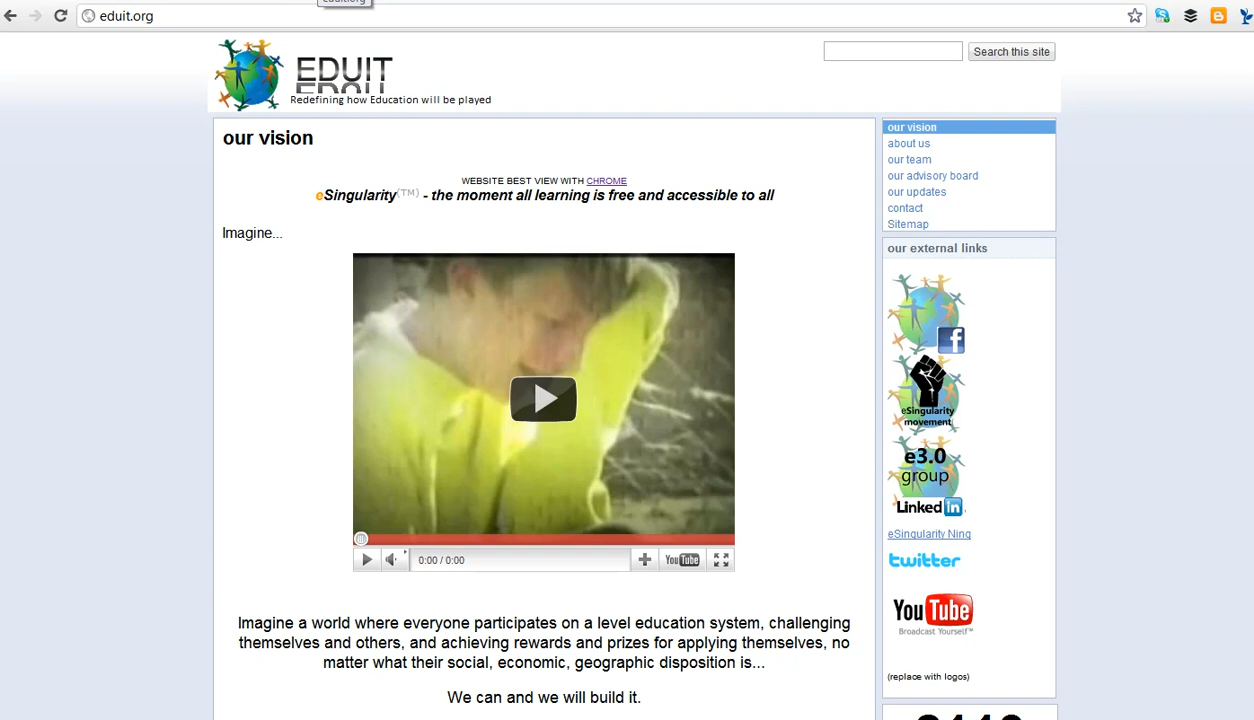 eduit.org
EDUIT
Redefining how Education will be played
Search this site
our vision
WEBSITE BEST VIEW WITH CHROME
eSingularity(TM) - the moment all learning is free and accessible to all
Imagine...
0:00 / 0:00
YouTube
Imagine a world where everyone participates on a level education system, challenging
themselves and others, and achieving rewards and prizes for applying themselves, no
matter what their social, economic, geographic disposition is...
We can and we will build it.
our vision
about us
our team
our advisory board
our updates
contact
Sitemap
our external links
f
eSingularity
movement
e3.0
group
Linked in
eSingularity Ning
twitter
YouTube
Broadcast Yourself™
(replace with logos)